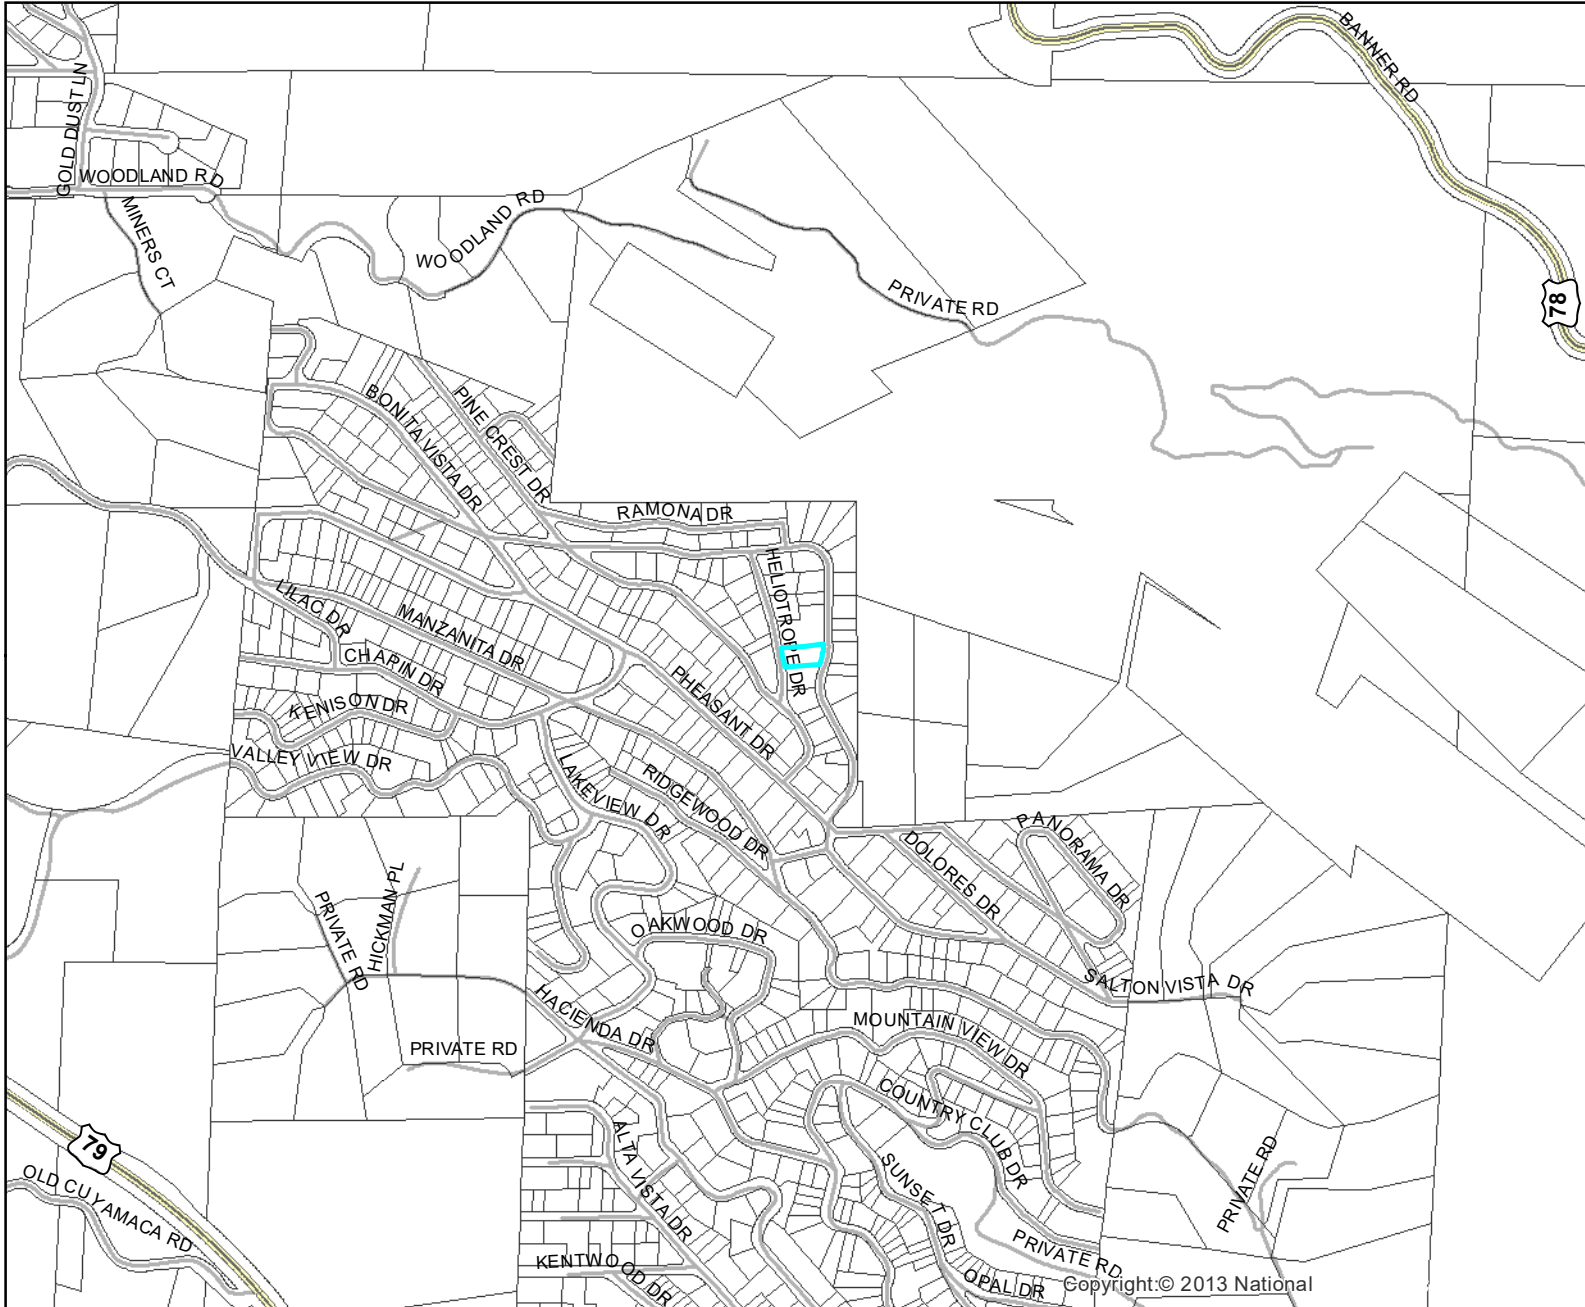 BANNER RD
GOLD DUST LN
WOODLAND RD
MINERS CT
WOODLAND RD
PRIVATE RD
78
BONITA VISTA DR
PINE CREST DR
RAMONA DR
HELIOTROPE DR
LILAC DR
MANZANITA DR
CHAPIN DR
KENISON DR
VALLEY VIEW DR
PHEASANT DR
LAKEVIEW DR
RIDGEWOOD DR
PANORAMA DR
DOLORES DR
PRIVATE RD
HICKMAN PL
OAKWOOD DR
SALTON VISTA DR
HACIENDA DR
MOUNTAIN VIEW DR
PRIVATE RD
COUNTRY CLUB DR
79
ALTA VISTA DR
SUNSET DR
PRIVATE RD
OLD CUYAMACA RD
KENTWOOD DR
PRIVATE RD
OPAL DR
Copyright:© 2013 National